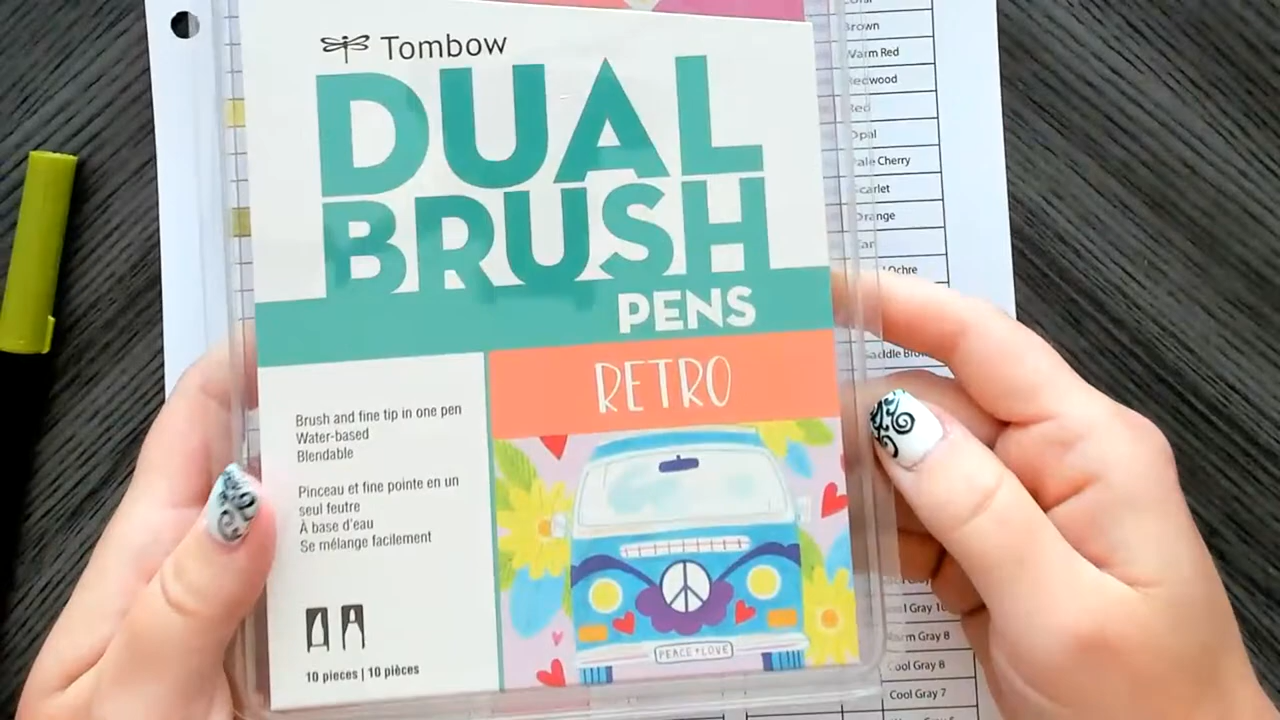 Tombow
DUAL
BRUSH
PENS
RETRO
Brush and fine tip in one pen
Water-based
Blendable
Pinceau et fine pointe en un
seul feutre
À base d'eau
Se mélange facilement
10 pieces | 10 pièces
PEACE + LOVE
Brown
Warm Red
Redwood
Red
Opal
Pale Cherry
Scarlet
Orange
Ochre
Saddle Brown
Gray 10
Warm Gray 8
Cool Gray 8
Cool Gray 7